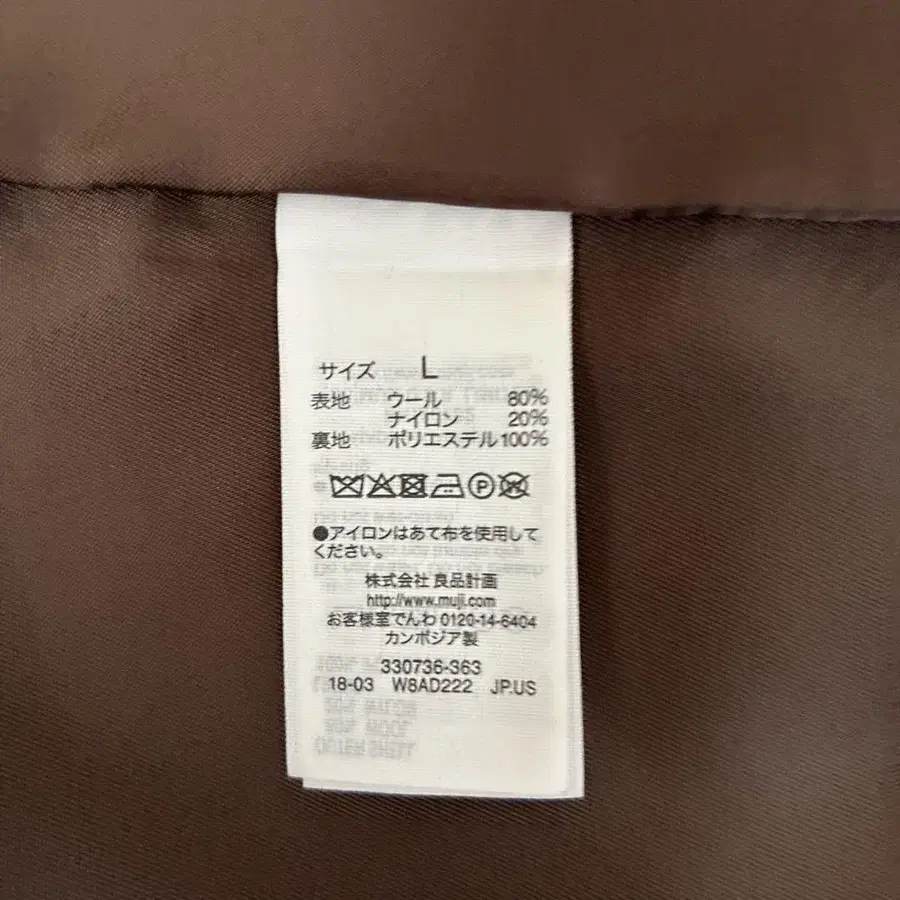 サイズ L
表地 ウール 80%
ナイロン 20%
裏地 ポリエステル 100%
P W
●アイロンはあて布を使用して
ください。
株式会社 良品計画
http://www.muji.com
お客様室でんわ 0120-14-6404
カンボジア製
330736-363
18-03 W8AD222 JP.US